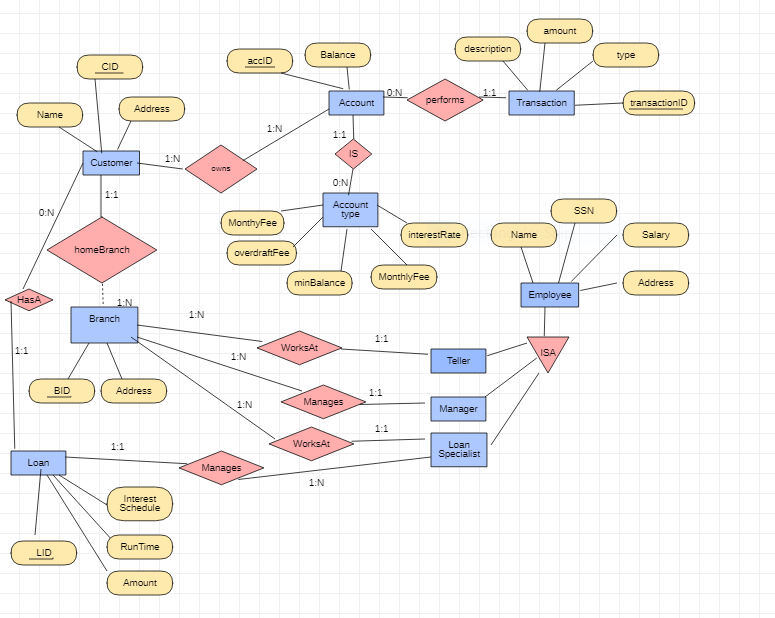 amount
description
Balance
type
accID
CID
0:N
1:1
Account
performs
Transaction
transactionID
Name
Address
1:N
1:1
IS
Customer
1:N
owns
0:N
1:1
Account
type
SSN
0:N
MonthyFee
interestRate
Name
Salary
homeBranch
overdraftFee
MonthlyFee
minBalance
Address
Employee
HasA
1:N
1:N
Branch
1:1
WorksAt
1:1
1:N
Teller
ISA
BID
Address
1:1
Manages
Manager
1:N
1:1
WorksAt
Loan
Specialist
1:1
Loan
Manages
1:N
Interest
Schedule
LID
RunTime
Amount